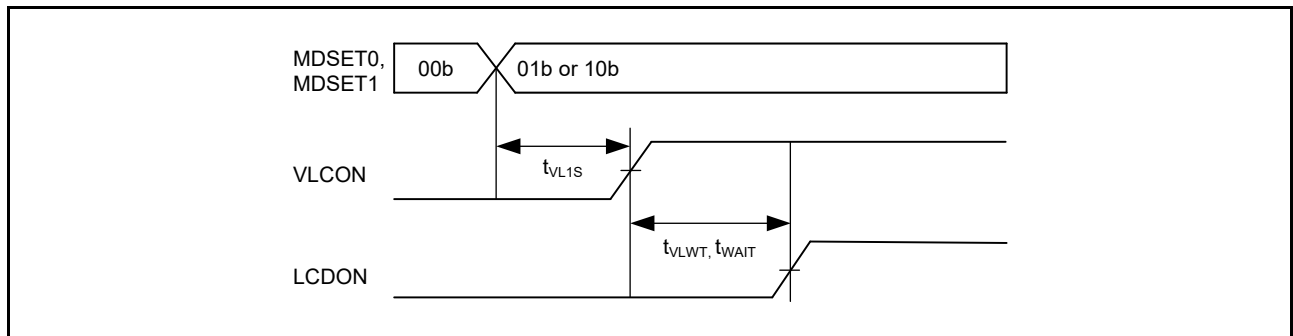 MDSET0,
MDSET1
00b
01b or 10b
tVL1S
VLCON
tVLWT, tWAIT
LCDON